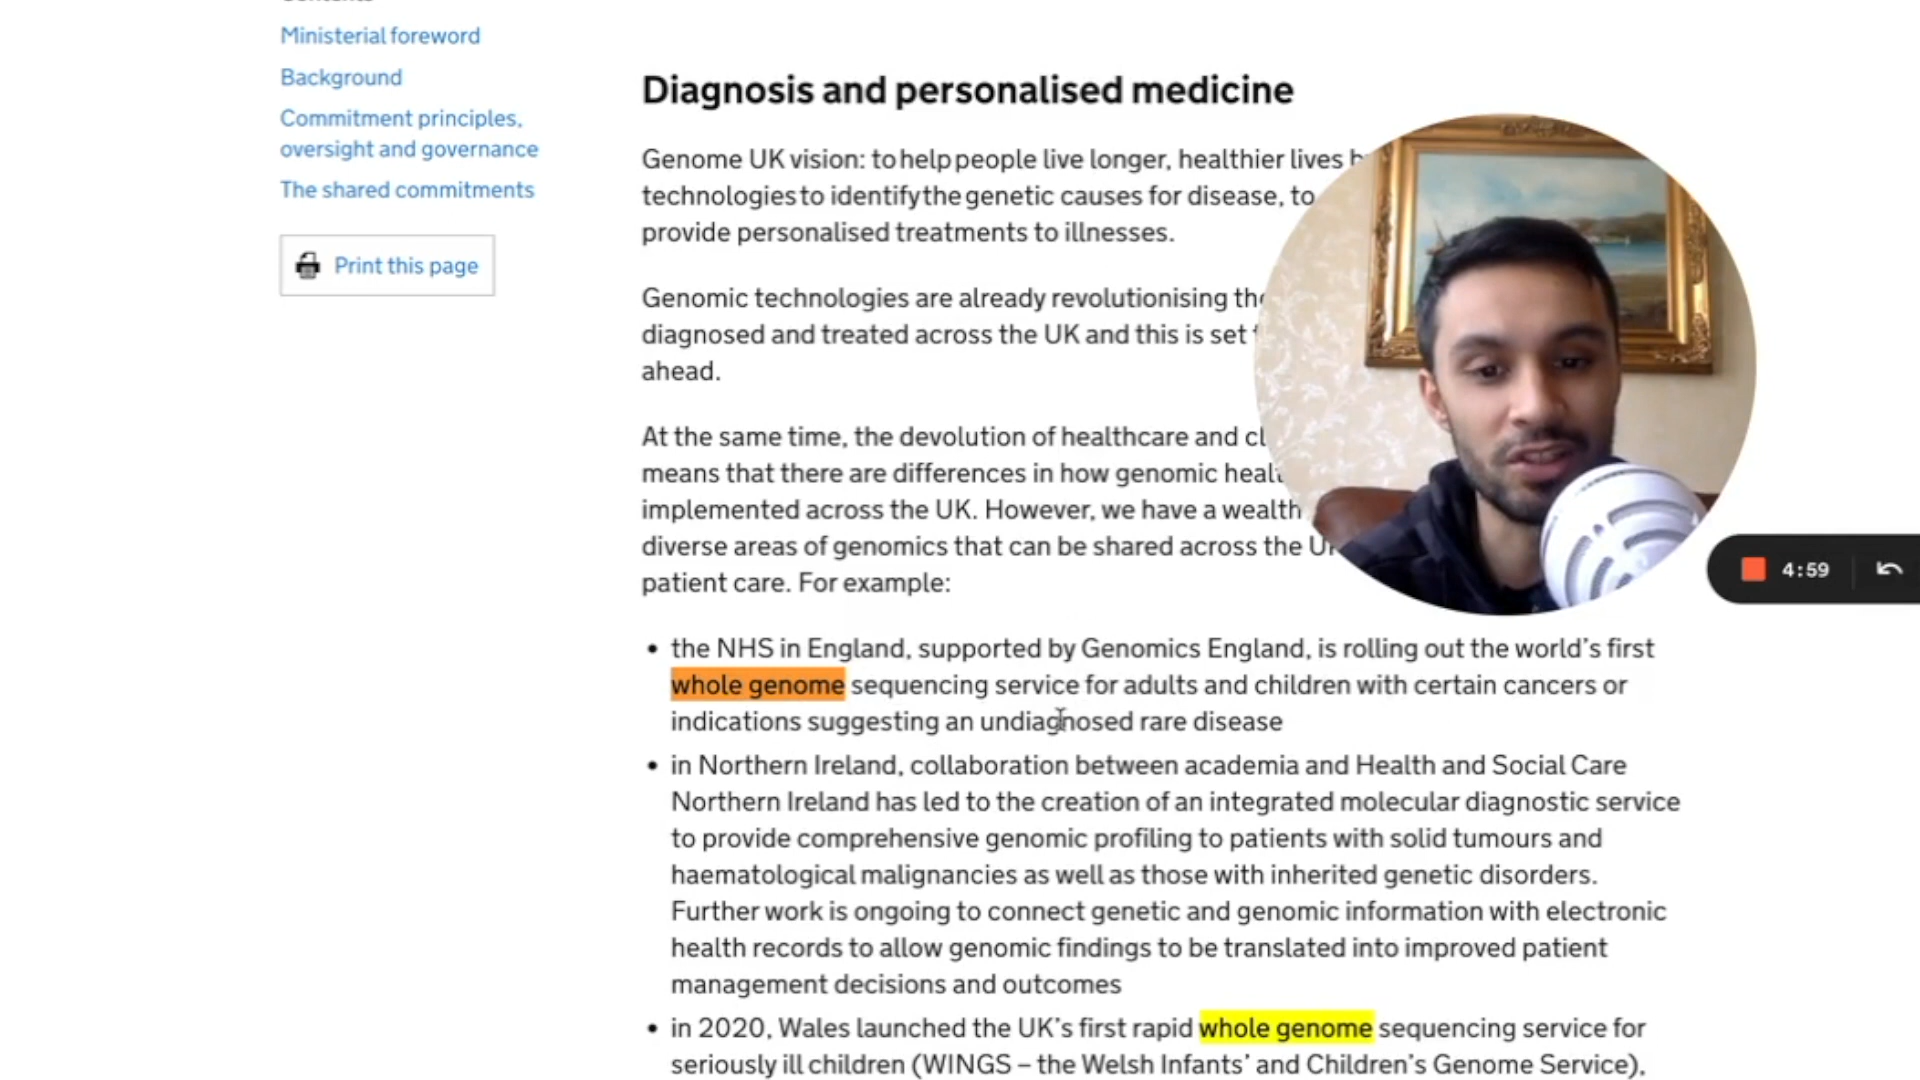 Ministerial foreword
Background
Commitment principles,
oversight and governance
The shared commitments
Print this page
Diagnosis and personalised medicine
Genome UK vision: to help people live longer, healthier lives
technologies to identify the genetic causes for disease, to
provide personalised treatments to illnesses.
Genomic technologies are already revolutionising the
diagnosed and treated across the UK and this is set
ahead.
At the same time, the devolution of healthcare and
means that there are differences in how genomic
implemented across the UK. However, we have a wealth
diverse areas of genomics that can be shared across the
patient care. For example:
4:59
• the NHS in England, supported by Genomics England, is rolling out the world’s first
whole genome sequencing service for adults and children with certain cancers or
indications suggesting an undiagnosed rare disease
• in Northern Ireland, collaboration between academia and Health and Social Care
Northern Ireland has led to the creation of an integrated molecular diagnostic service
to provide comprehensive genomic profiling to patients with solid tumours and
haematological malignancies as well as those with inherited genetic disorders.
Further work is ongoing to connect genetic and genomic information with electronic
health records to allow genomic findings to be translated into improved patient
management decisions and outcomes
• in 2020, Wales launched the UK’s first rapid whole genome sequencing service for
seriously ill children (WINGS – the Welsh Infants’ and Children’s Genome Service),